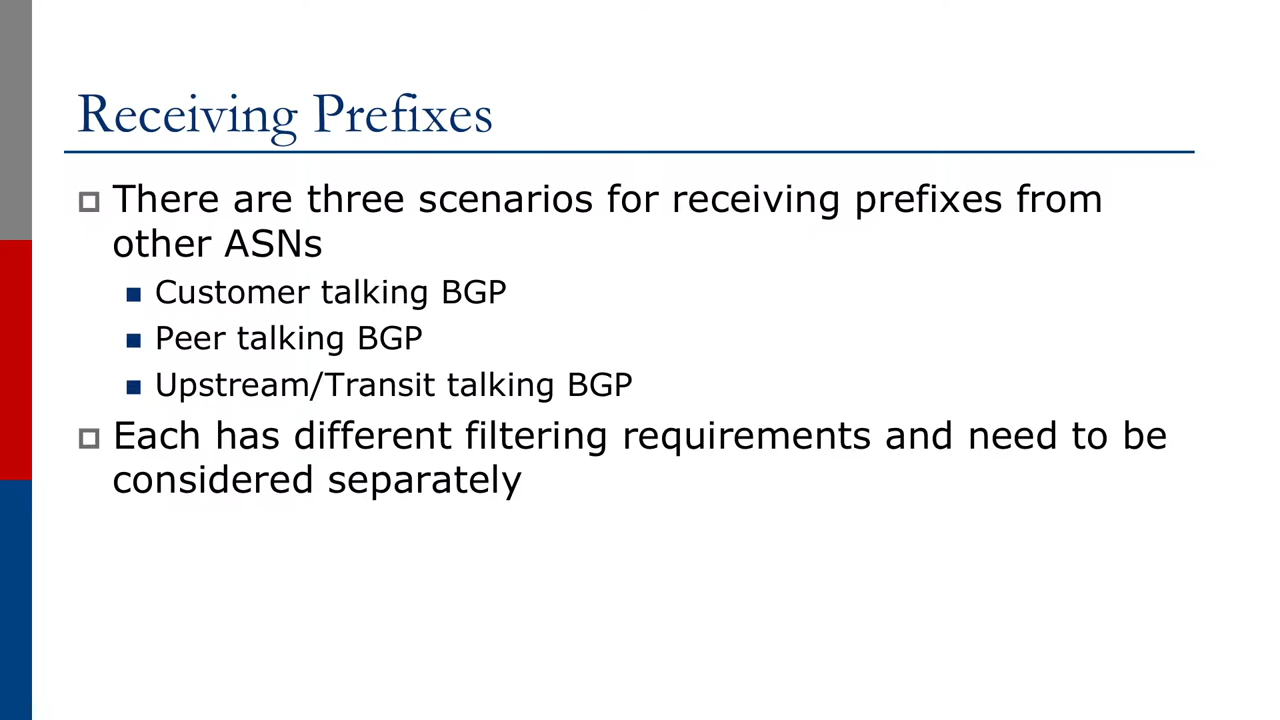 Receiving Prefixes
There are three scenarios for receiving prefixes from
other ASNs
Customer talking BGP
Peer talking BGP
Upstream/Transit talking BGP
Each has different filtering requirements and need to be
considered separately